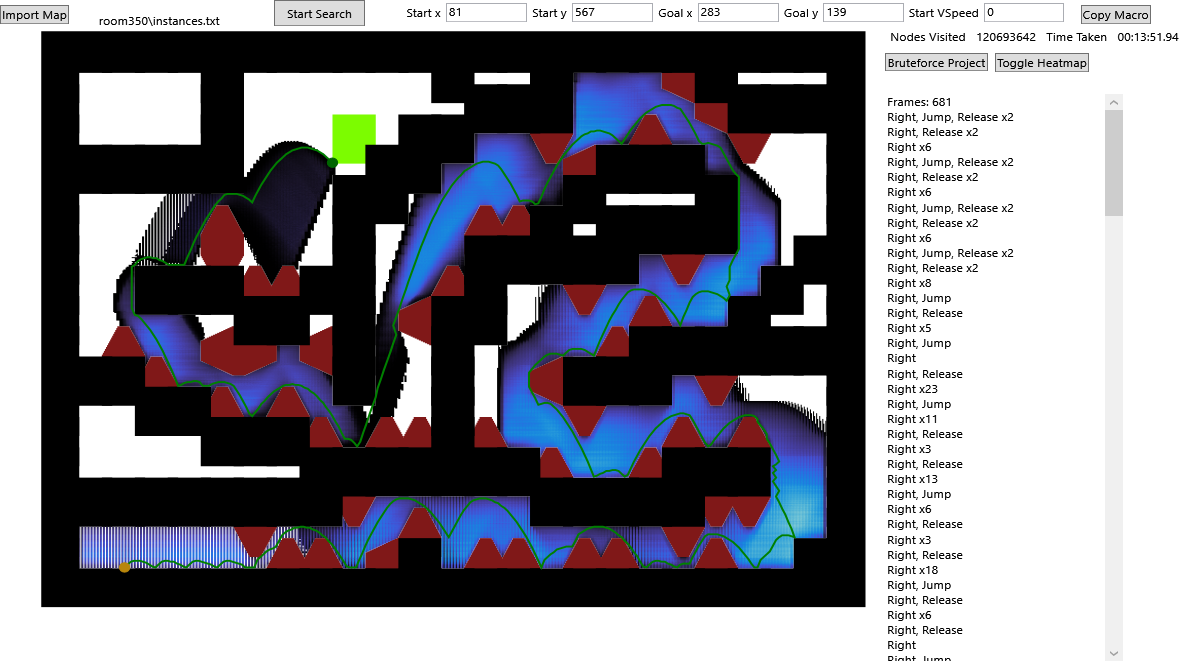 Import Map
room350\instances.txt
Start Search
Start x 81 Start y 567 Goal x 283 Goal y 139 Start VSpeed 0
Copy Macro
Nodes Visited 120693642 Time Taken 00:13:51.94
Bruteforce Project Toggle Heatmap
Frames: 681
Right, Jump, Release x2
Right, Release x2
Right x6
Right, Jump, Release x2
Right, Release x2
Right x6
Right, Jump, Release x2
Right, Release x2
Right x6
Right, Jump, Release x2
Right, Release x2
Right x8
Right, Jump
Right, Release
Right x5
Right, Jump
Right
Right, Release
Right x23
Right, Jump
Right x11
Right, Release
Right x3
Right, Release
Right x13
Right, Jump
Right x6
Right, Release
Right x3
Right, Release
Right x18
Right, Jump
Right, Release
Right x6
Right, Release
Right
Right, Jump